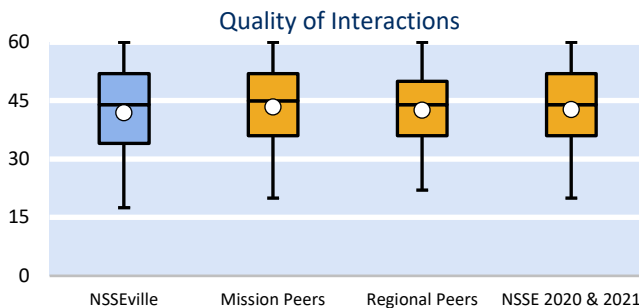 Quality of Interactions
60
45
30
15
0
NSSEville Mission Peers Regional Peers NSSE 2020 & 2021